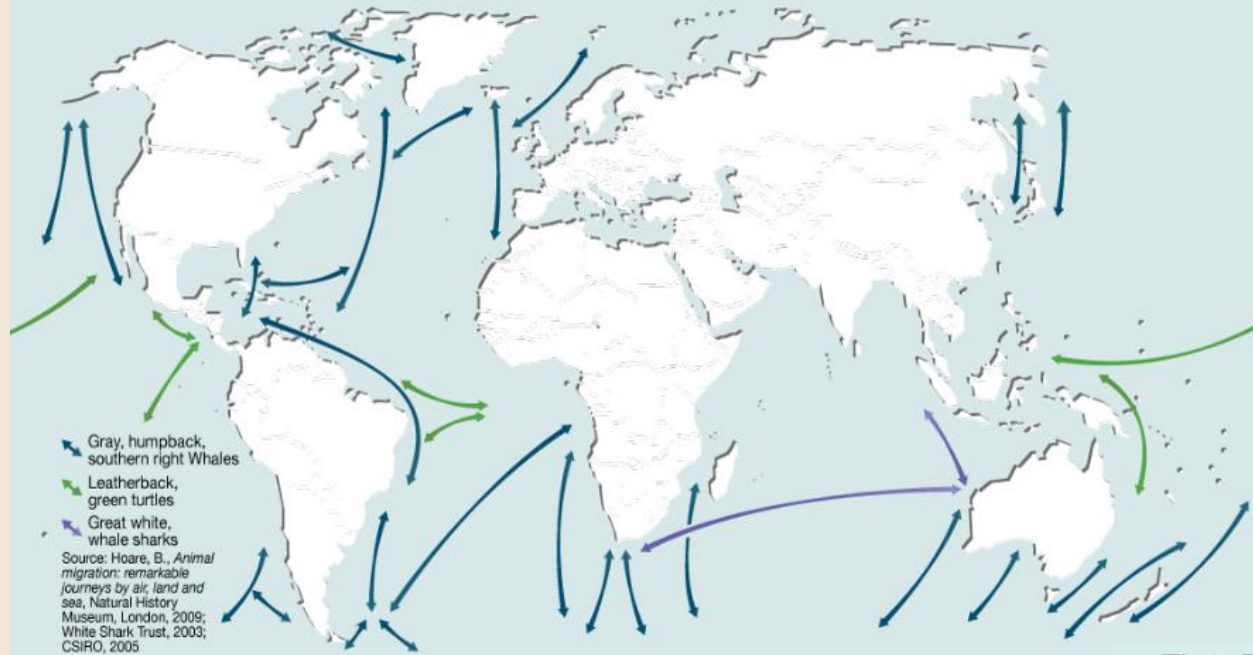 Gray, humpback,
southern right Whales
Leatherback,
green turtles
Great white,
whale sharks
Source: Hoare, B., Animal
migration: remarkable
journeys by air, land and
sea, Natural History
Museum, London, 2009;
White Shark Trust, 2003;
CSIRO, 2005